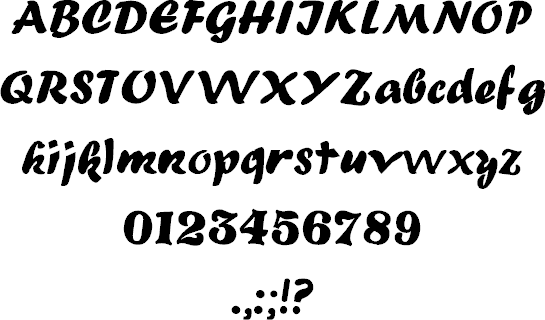 ABCDEFGHIJKLMNOP
QRSTUVWXYZabcdefg
hijklmnopqrstuvwxyz
0123456789
.,:;!?